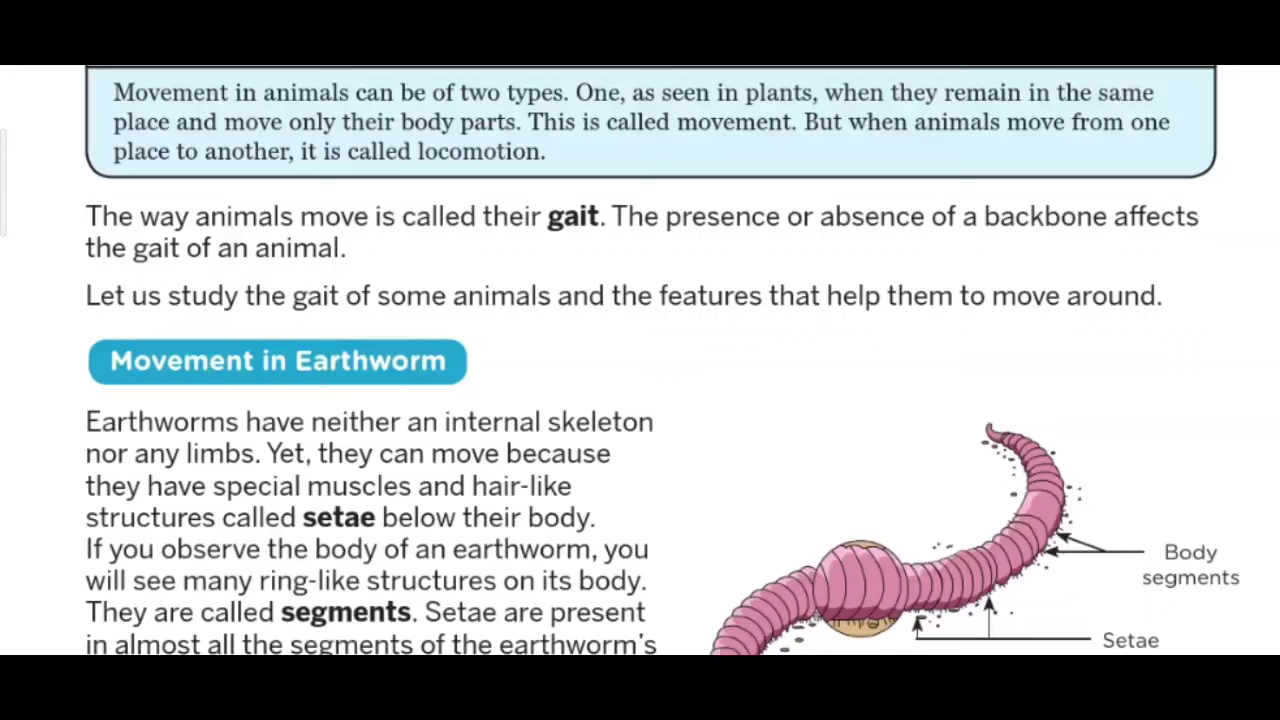 Movement in animals can be of two types. One, as seen in plants, when they remain in the same
place and move only their body parts. This is called movement. But when animals move from one
place to another, it is called locomotion.
The way animals move is called their gait. The presence or absence of a backbone affects
the gait of an animal.
Let us study the gait of some animals and the features that help them to move around.
Movement in Earthworm
Earthworms have neither an internal skeleton
nor any limbs. Yet, they can move because
they have special muscles and hair-like
structures called setae below their body.
If you observe the body of an earthworm, you
will see many ring-like structures on its body.
They are called segments. Setae are present
in almost all the segments of the earthworm's
Body
segments
Setae